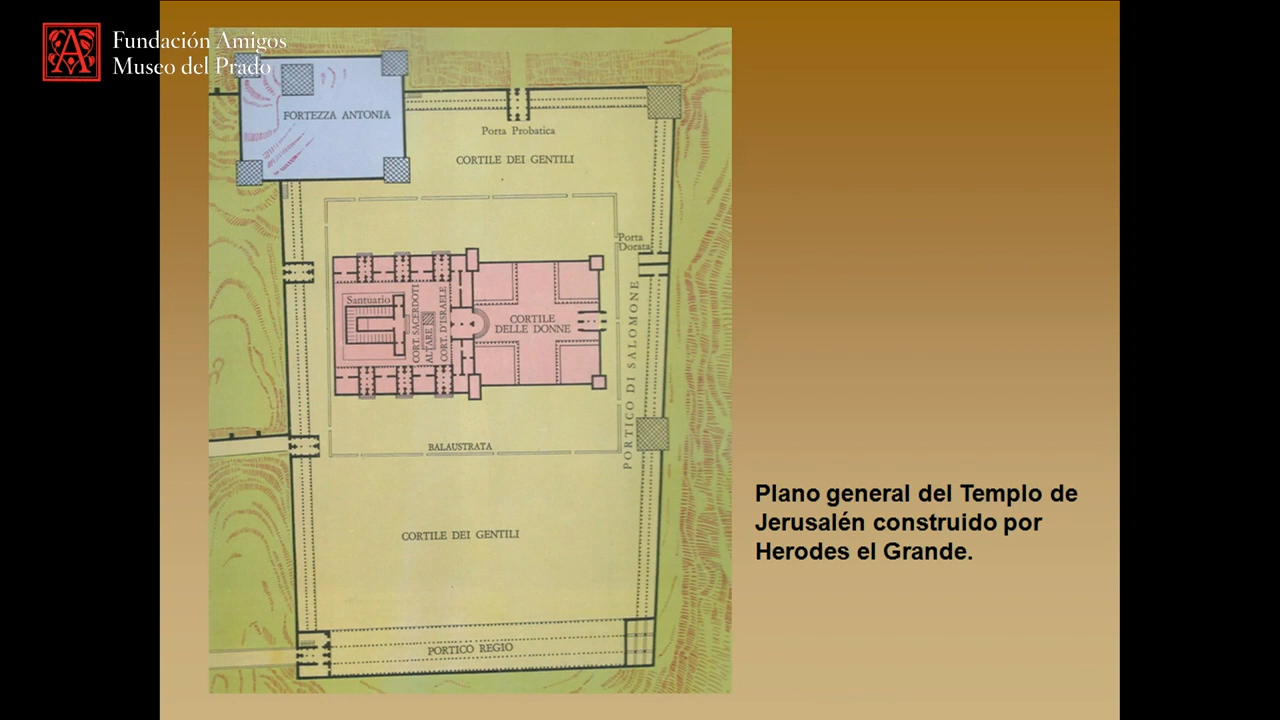 Fundación Amigos
Museo del Prado
FORTEZZA ANTONIA
Porta Probatica
CORTILE DEI GENTILI
Porta
Dorata
Santuario
CORT. SACERDOTI
ALTARE
CORT. D'ISRAELE
CORTILE
DELLE DONNE
PORTICO DI SALOMONE
BALAUSTRATA
CORTILE DEI GENTILI
PORTICO REGIO
Plano general del Templo de
Jerusalén construido por
Herodes el Grande.